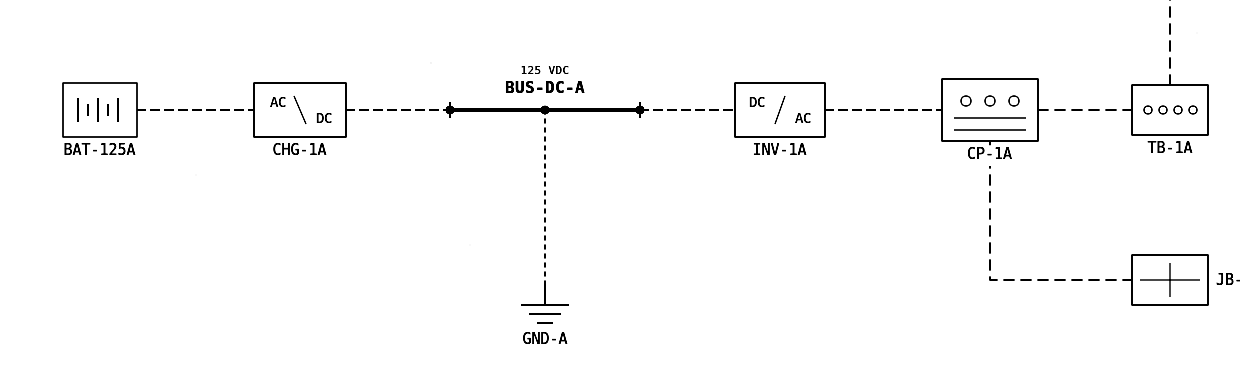 125 VDC
BUS-DC-A
AC
DC
DC
AC
BAT-125A
CHG-1A
INV-1A
CP-1A
TB-1A
JB-
GND-A